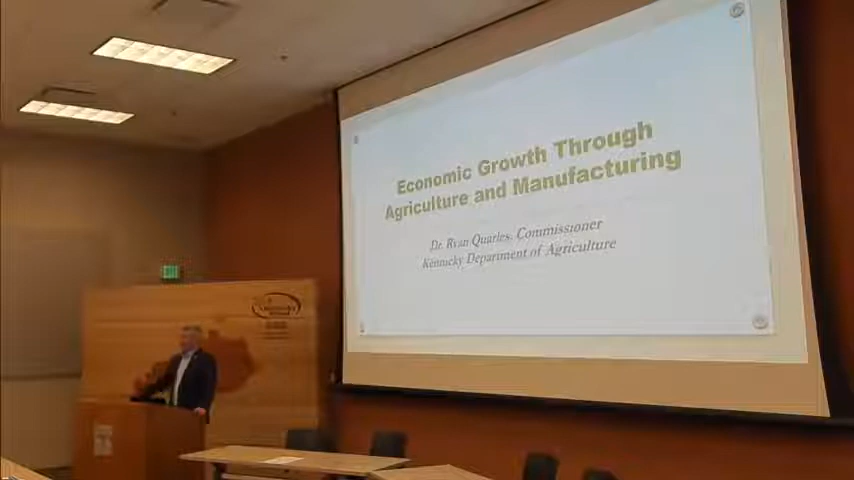 Economic Growth Through
Agriculture and Manufacturing
Dr. Ryan Quarles, Commissioner
Kentucky Department of Agriculture